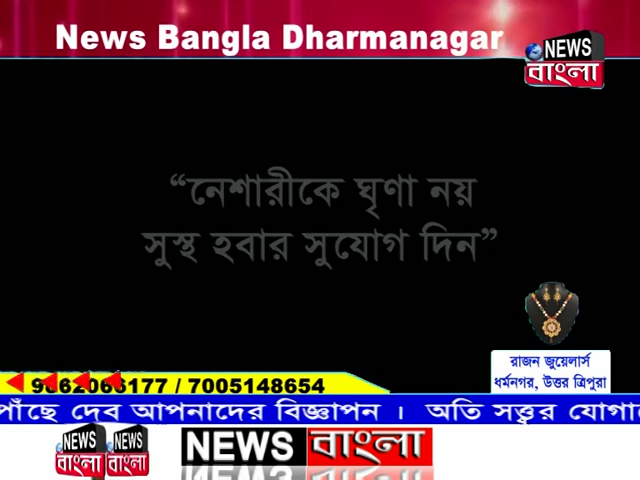 News Bangla Dharmanagar
NEWS
বাংলা
“নেশারীকে ঘৃণা নয়
সুস্থ হবার সুযোগ দিন”
রাজন জুয়েলার্স
ধর্মনগর, উত্তর ত্রিপুরা
/ 7005148654
পৌঁছে দেব আপনাদের বিজ্ঞাপন । অতি সত্ত্বর
NEWS
বাংলা
NEWS
বাংলা
NEWS বাংলা